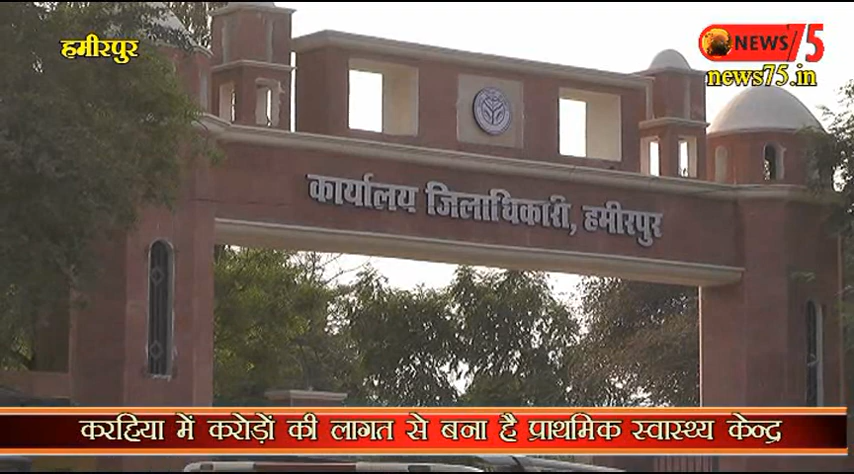 हमीरपुर
NEWS 75
news75.in
कार्यालय जिलाधिकारी, हमीरपुर
करहिया में करोड़ों की लागत से बना है प्राथमिक स्वास्थ्य केन्द्र